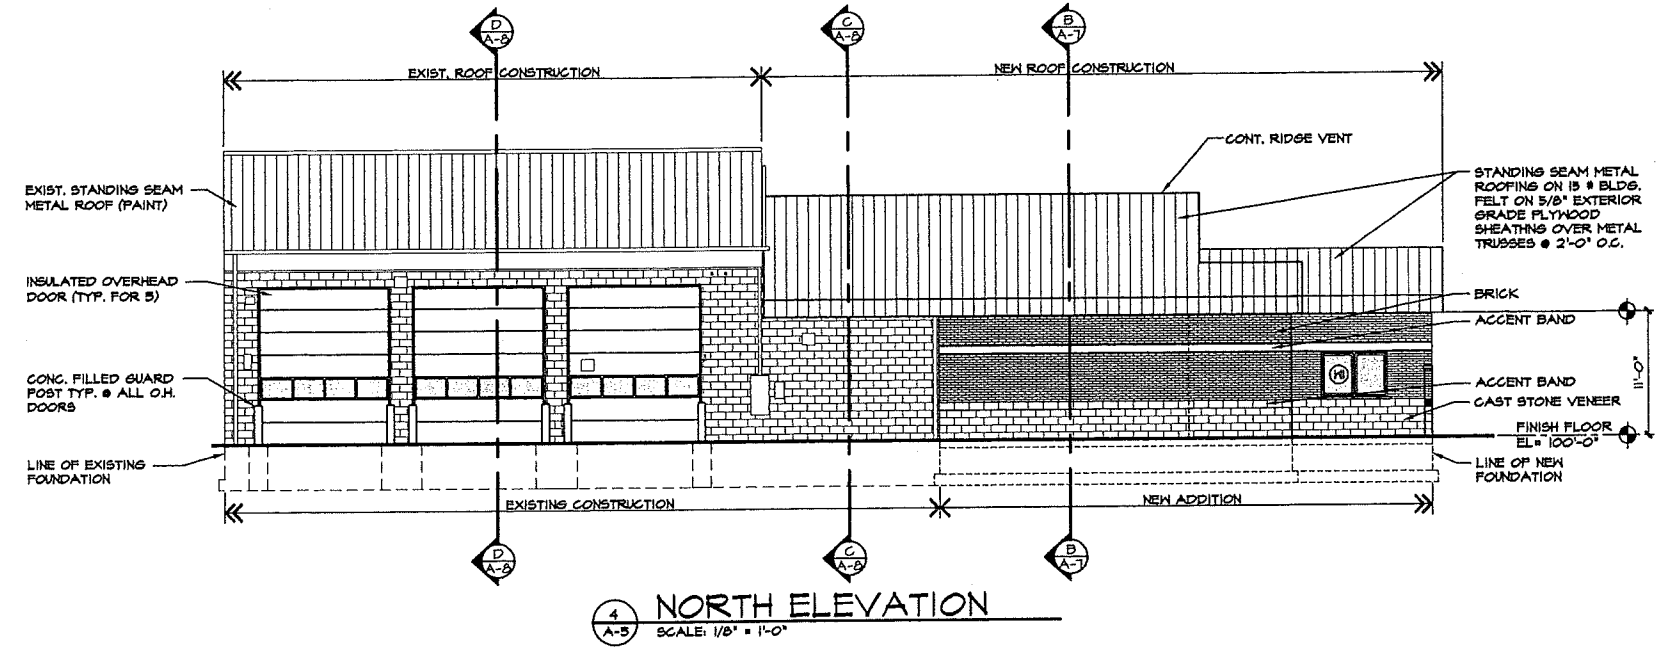 D
A-8
C
A-8
B
A-7
EXIST. ROOF CONSTRUCTION
NEW ROOF CONSTRUCTION
CONT. RIDGE VENT
EXIST. STANDING SEAM
METAL ROOF (PAINT)
STANDING SEAM METAL
ROOFING ON 15 # BLDG.
FELT ON 5/8" EXTERIOR
GRADE PLYWOOD
SHEATHNG OVER METAL
TRUSSES @ 2'-0" O.C.
INSULATED OVERHEAD
DOOR (TYP. FOR 3)
BRICK
ACCENT BAND
11'-0"
CONC. FILLED GUARD
POST TYP. @ ALL O.H.
DOORS
ACCENT BAND
CAST STONE VENEER
FINISH FLOOR
EL= 100'-0"
LINE OF EXISTING
FOUNDATION
LINE OF NEW
FOUNDATION
EXISTING CONSTRUCTION
NEW ADDITION
D
A-8
C
A-8
B
A-7
4
A-5
NORTH ELEVATION
SCALE: 1/8" = 1'-0"